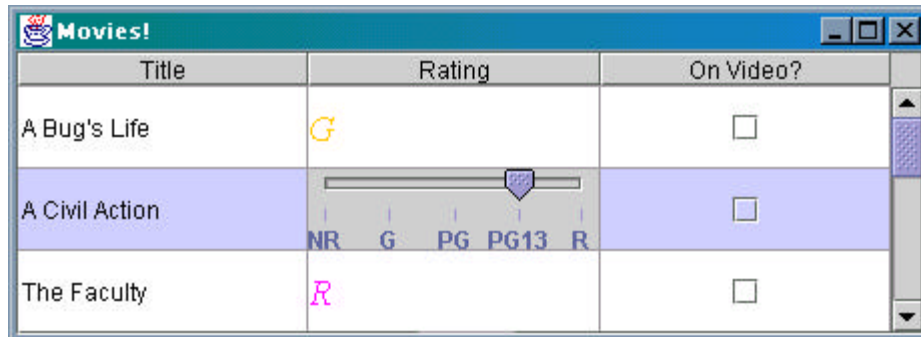 Movies!
Title Rating On Video?
A Bug's Life G
A Civil Action
NR G PG PG13 R
The Faculty R